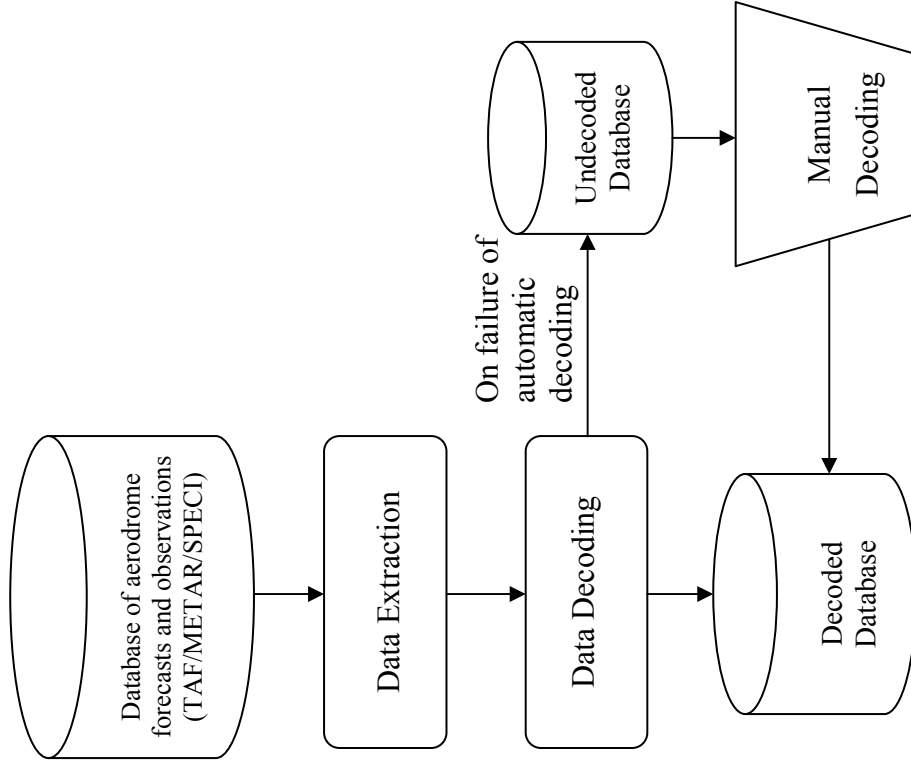 Database of aerodrome
forecasts and observations
(TAF/METAR/SPECI)
Data Extraction
Data Decoding
On failure of
automatic
decoding
Undecoded
Database
Manual
Decoding
Decoded
Database